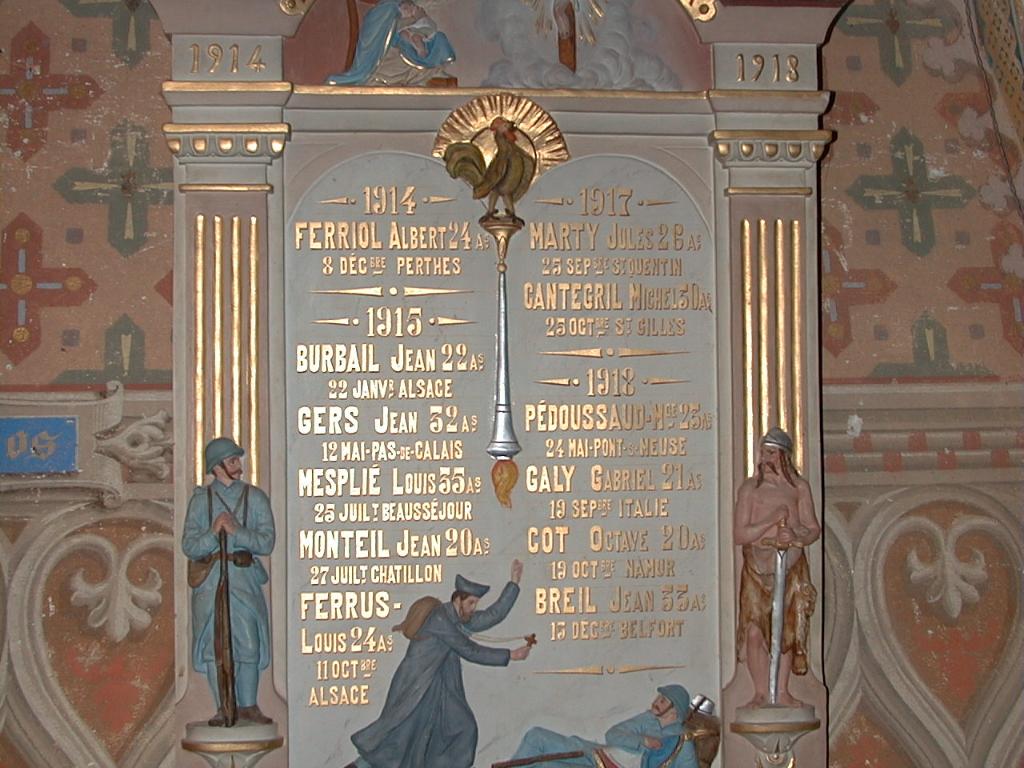 1914
1918
1914
FERRIOL ALBERT 24 As
8 DÉCBRE PERTHES
1915
BURBAIL JEAN 22 As
22 JANVR ALSACE
GERS JEAN 32 As
12 MAI-PAS-DE-CALAIS
MESPLIÉ LOUIS 33 As
25 JUILT BEAUSSÉJOUR
MONTEIL JEAN 20 As
27 JUILT CHATILLON
FERRUS-
LOUIS 24 As
11 OCTBRE
ALSACE
1917
MARTY JULES 26 As
25 SEPBRE ST QUENTIN
CANTEGRIL MICHEL 30 As
25 OCTBRE ST GILLES
1918
PÉDOUSSAUD-MCE 23 As
24 MAI-PONT-S-MEUSE
GALY GABRIEL 21 As
19 SEPBRE ITALIE
COT OCTAVE 20 As
19 OCTBRE NAMUR
BREIL JEAN 33 As
13 DÉCBRE BELFORT
os